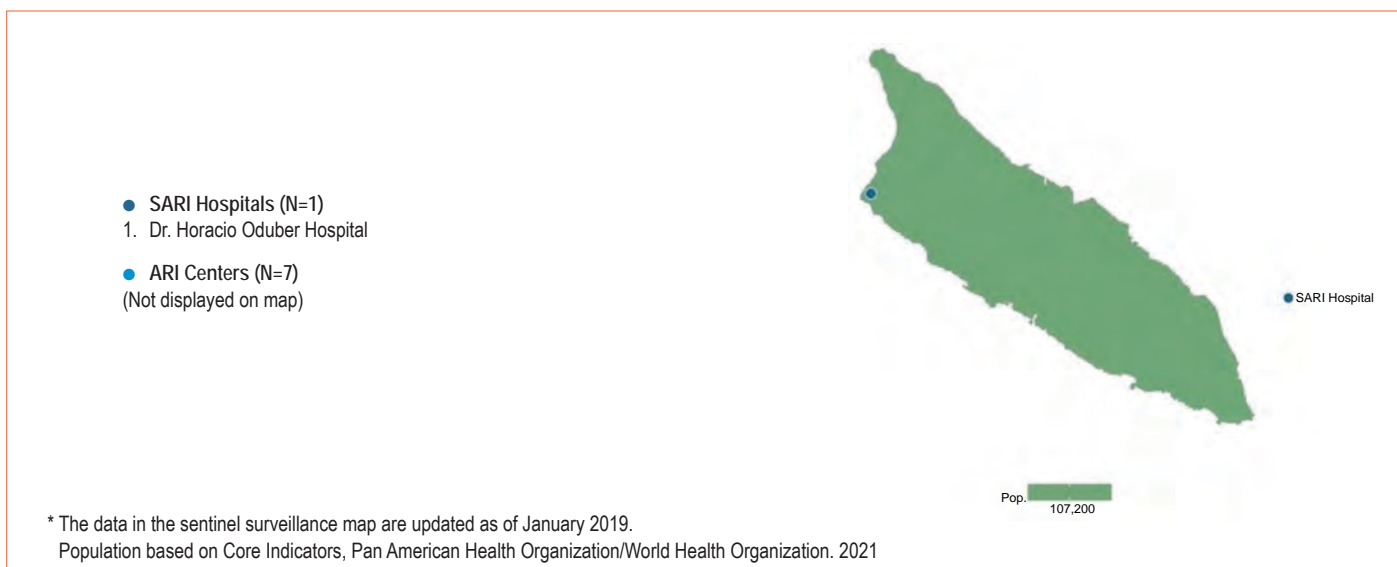 ● SARI Hospitals (N=1)
1. Dr. Horacio Oduber Hospital
● ARI Centers (N=7)
(Not displayed on map)
SARI Hospital
Pop.
107,200
* The data in the sentinel surveillance map are updated as of January 2019.
Population based on Core Indicators, Pan American Health Organization/World Health Organization. 2021